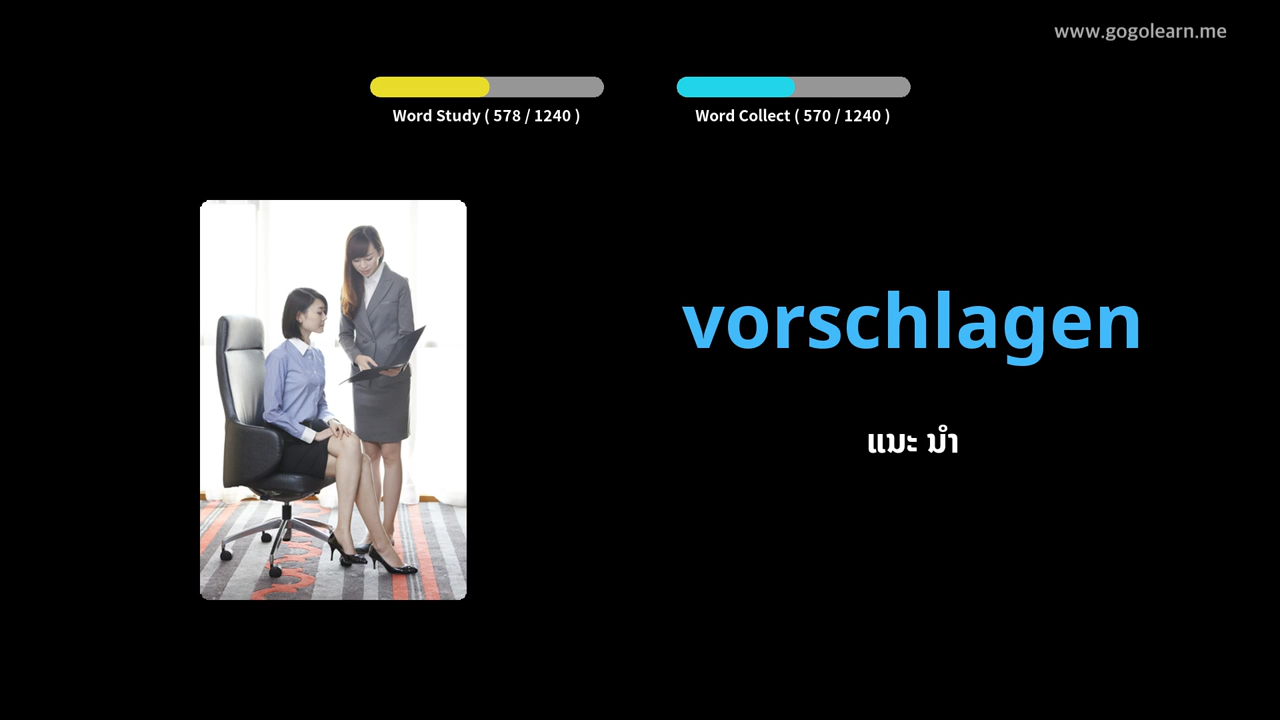 www.gogolearn.me
Word Study ( 578 / 1240 )
Word Collect ( 570 / 1240 )
vorschlagen
ແນະ ນຳ